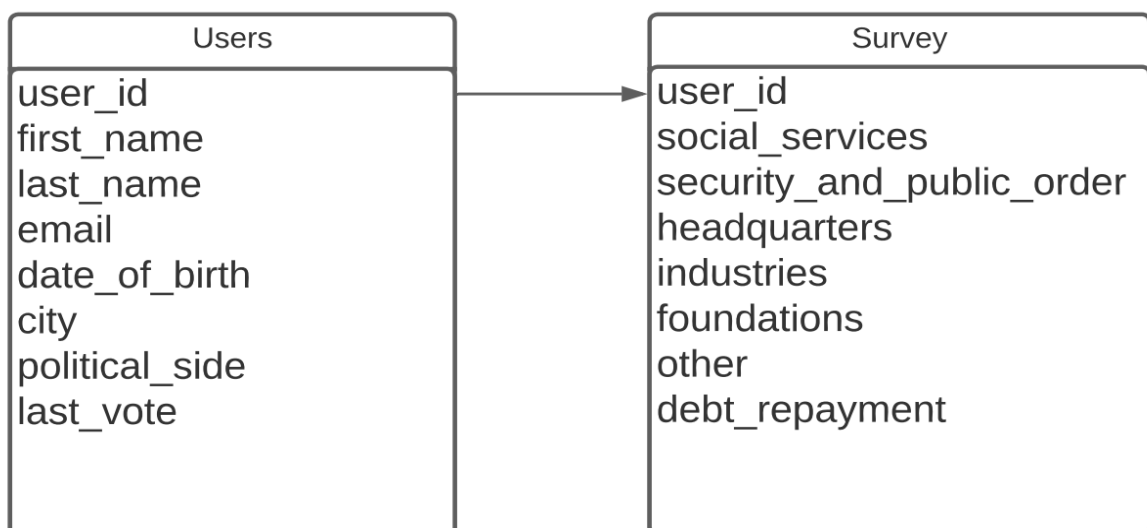 Users
user_id
first_name
last_name
email
date_of_birth
city
political_side
last_vote
Survey
user_id
social_services
security_and_public_order
headquarters
industries
foundations
other
debt_repayment